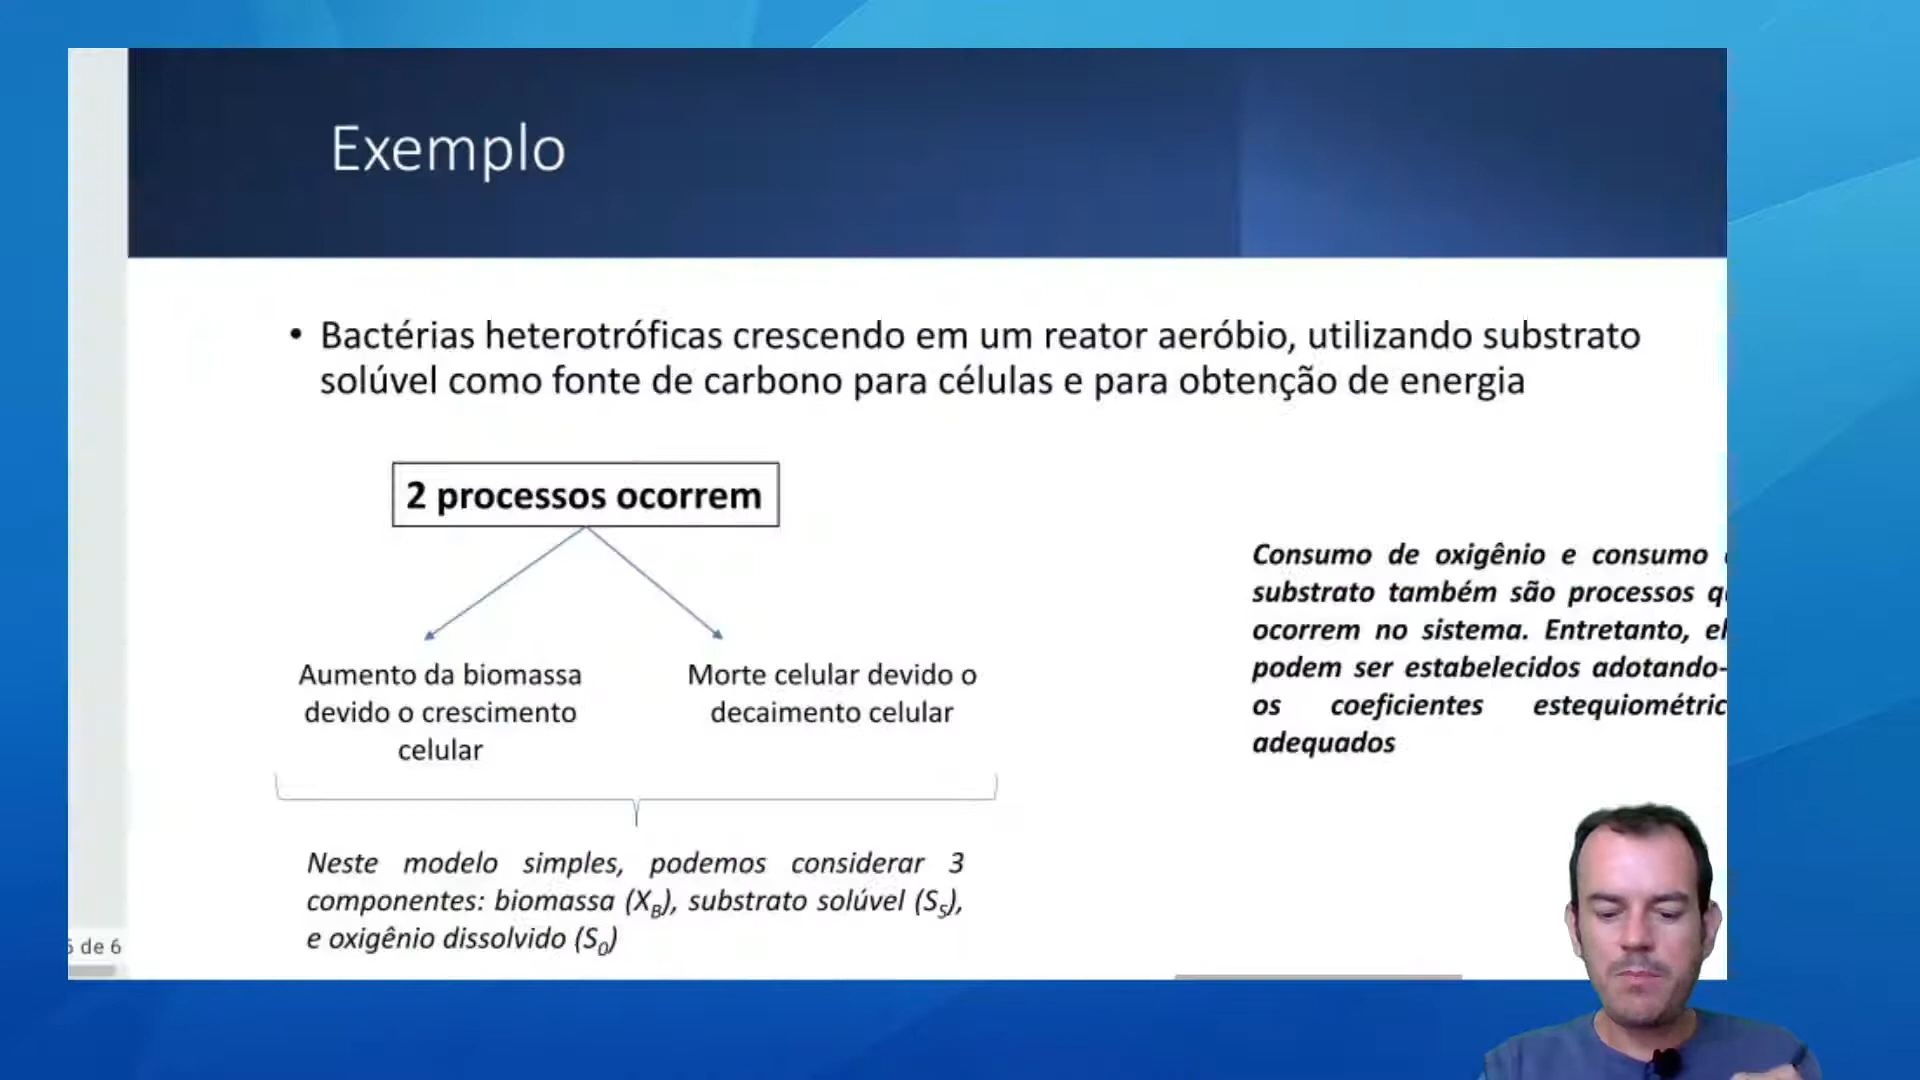 Exemplo
• Bactérias heterotróficas crescendo em um reator aeróbio, utilizando substrato
solúvel como fonte de carbono para células e para obtenção de energia
2 processos ocorrem
Aumento da biomassa
devido o crescimento
celular
Morte celular devido o
decaimento celular
Neste modelo simples, podemos considerar 3
componentes: biomassa (X_B), substrato solúvel (S_S),
e oxigênio dissolvido (S_0)
Consumo de oxigênio e consumo
substrato também são processos
ocorrem no sistema. Entretanto,
podem ser estabelecidos adotando-
os coeficientes
adequados
de 6